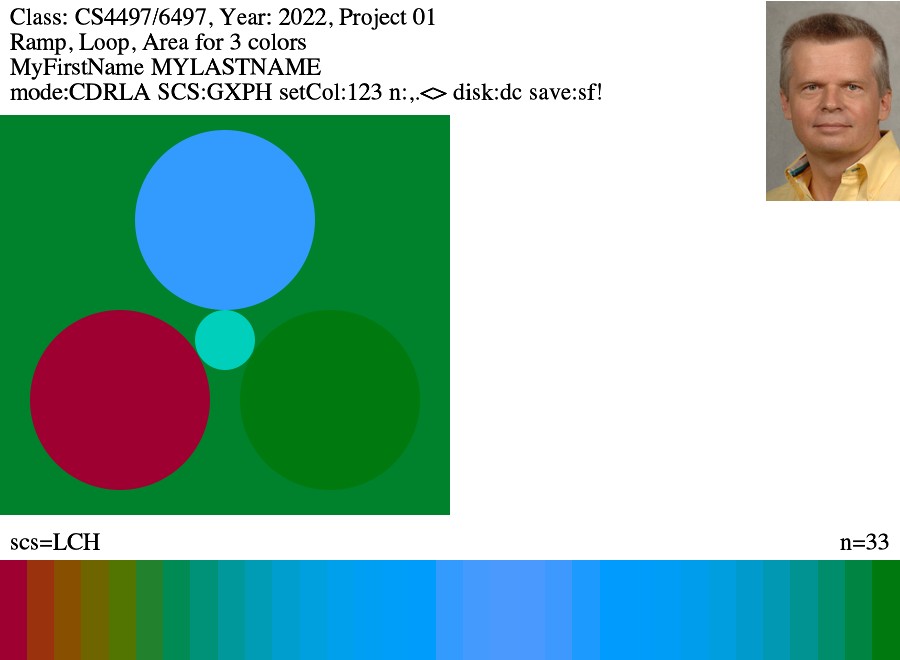 Class: CS4497/6497, Year: 2022, Project 01
Ramp, Loop, Area for 3 colors
MyFirstName MYLASTNAME
mode:CDRLA SCS:GXPH setCol:123 n:,.<> disk:dc save:sf!
scs=LCH
n=33